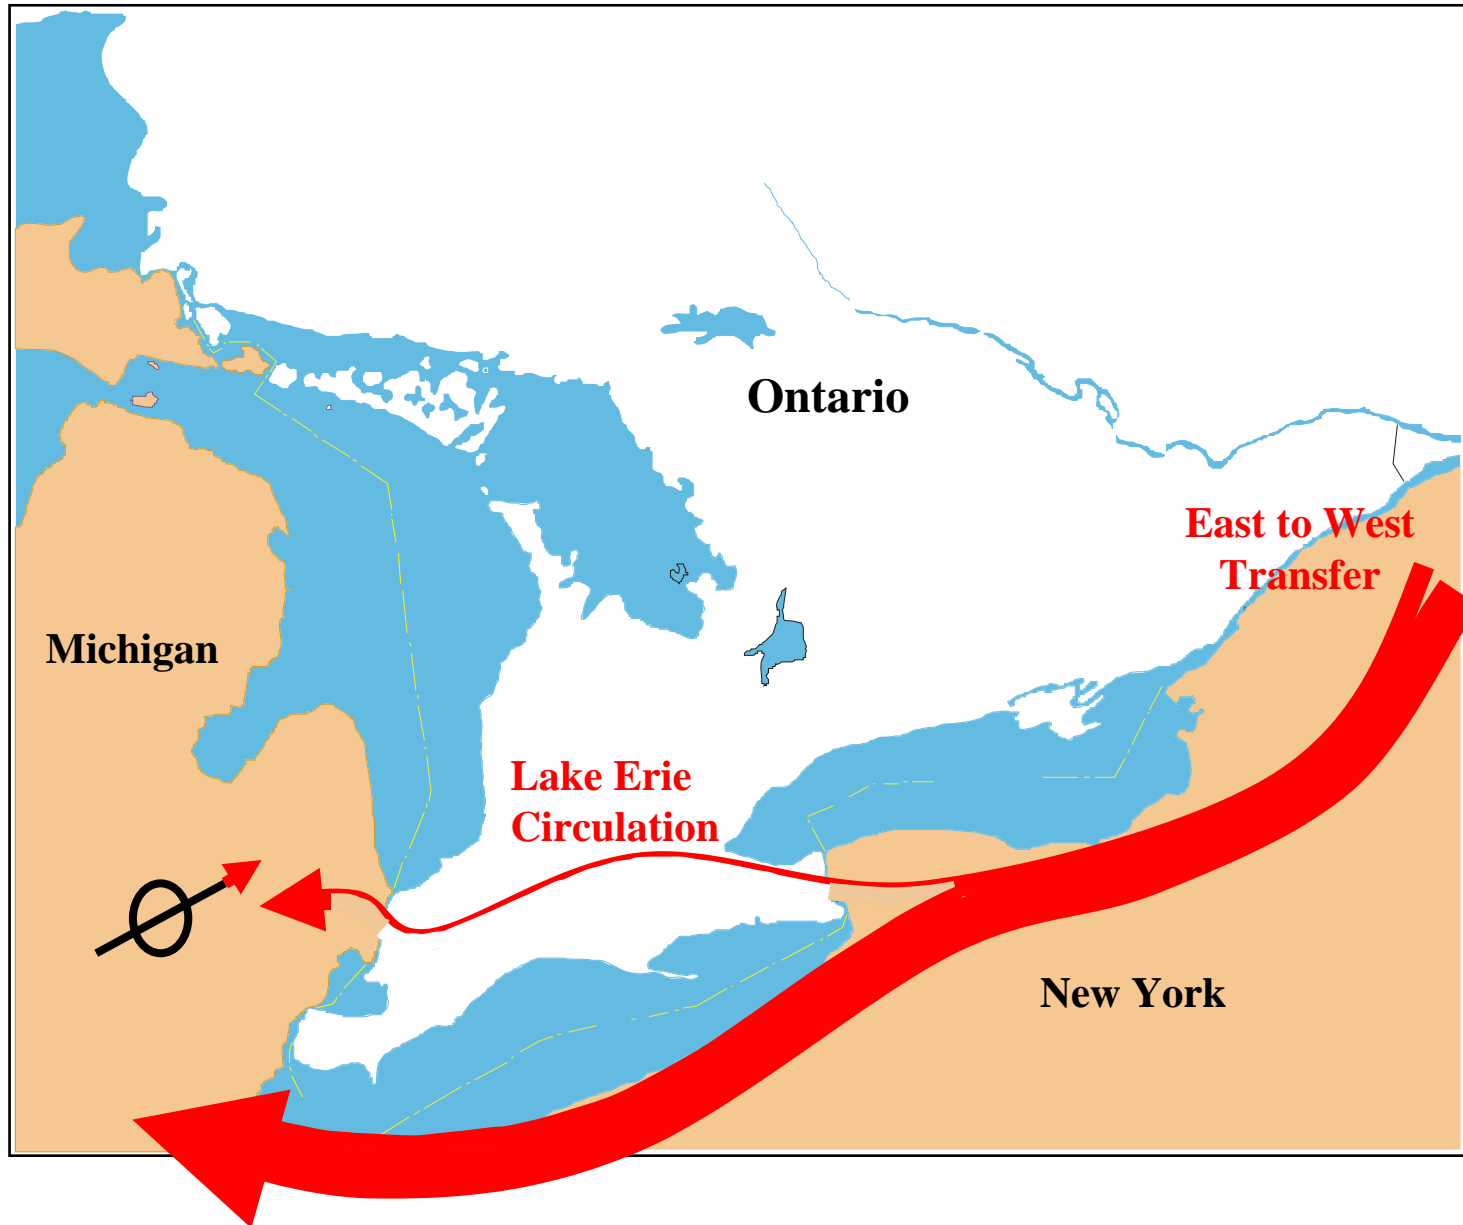 Ontario
East to West
Transfer
Michigan
Lake Erie
Circulation
New York